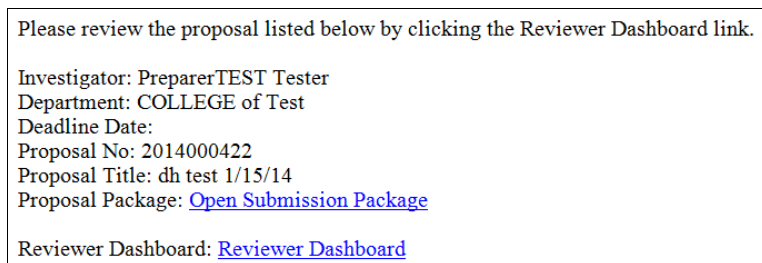 Please review the proposal listed below by clicking the Reviewer Dashboard link.
Investigator: PreparerTEST Tester
Department: COLLEGE of Test
Deadline Date:
Proposal No: 2014000422
Proposal Title: dh test 1/15/14
Proposal Package: Open Submission Package
Reviewer Dashboard: Reviewer Dashboard